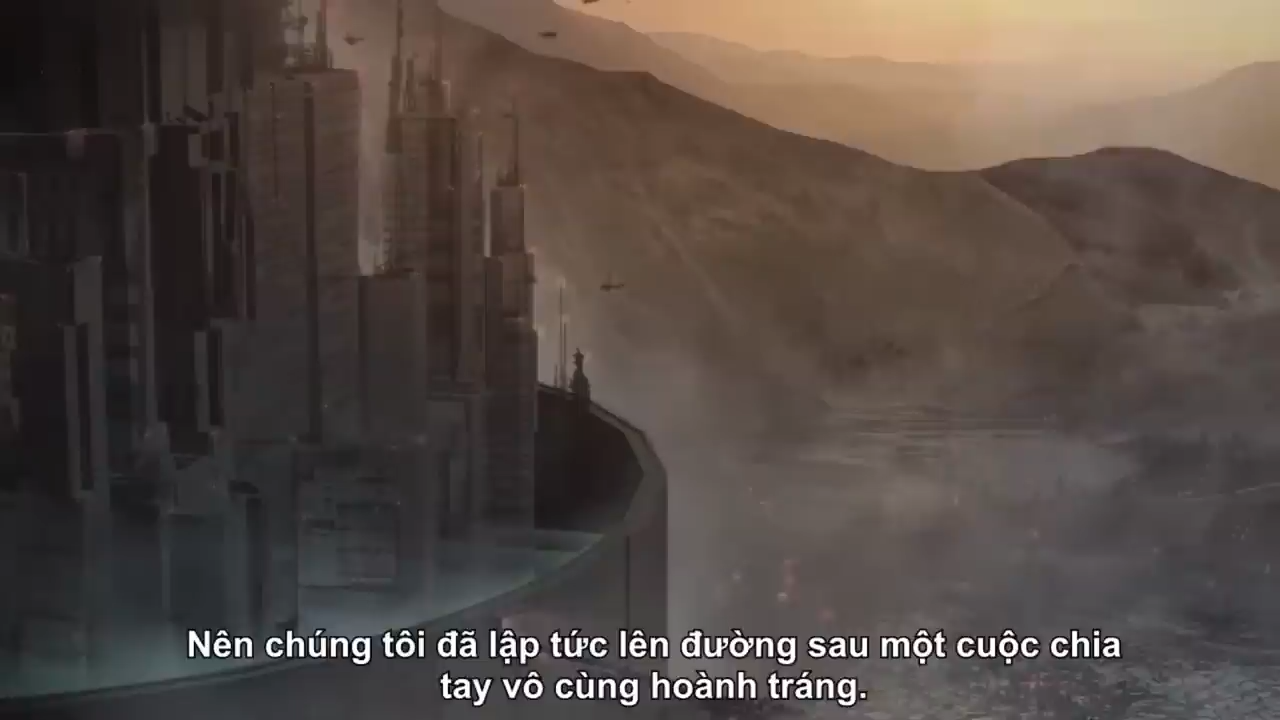 Nên chúng tôi đã lập tức lên đường sau một cuộc chia
tay vô cùng hoành tráng.